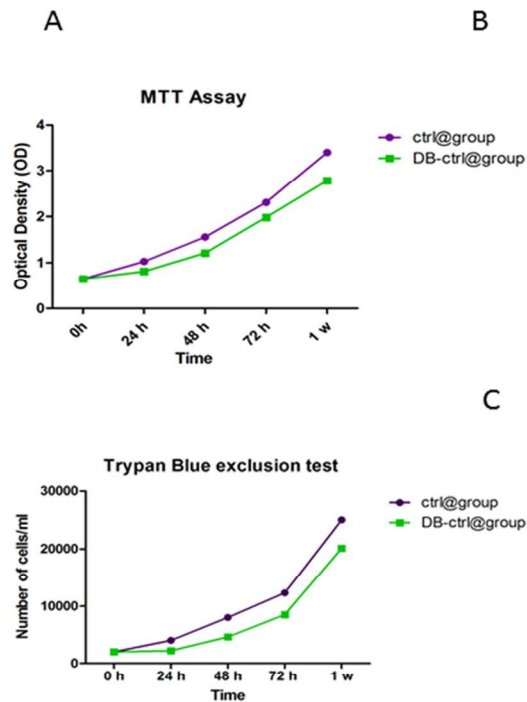 A
B
MTT Assay
4
3
2
1
0
Optical Density (OD)
0h
24 h
48 h
72 h
1 w
Time
ctrl@group
DB-ctrl@group
C
Trypan Blue exclusion test
30000
20000
10000
0
Number of cells/ml
0 h
24 h
48 h
72 h
1 w
Time
ctrl@group
DB-ctrl@group